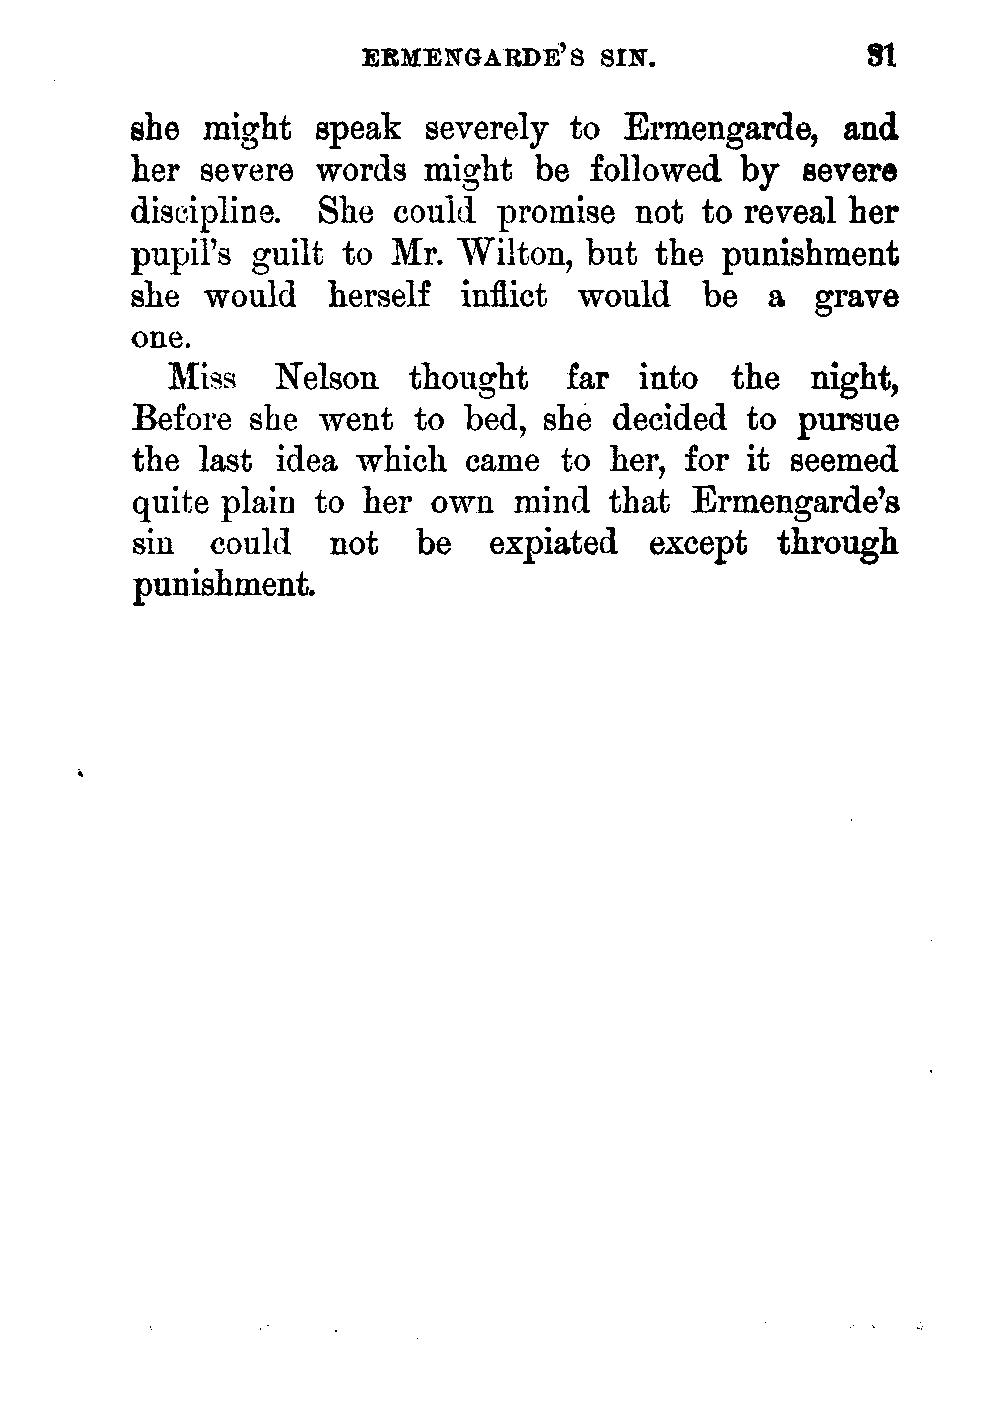 ERMENGARDE'S SIN. 81
she might speak severely to Ermengarde, and
her severe words might be followed by severe
discipline. She could promise not to reveal her
pupil's guilt to Mr. Wilton, but the punishment
she would herself inflict would be a grave
one.
Miss Nelson thought far into the night,
Before she went to bed, she decided to pursue
the last idea which came to her, for it seemed
quite plain to her own mind that Ermengarde's
sin could not be expiated except through
punishment.